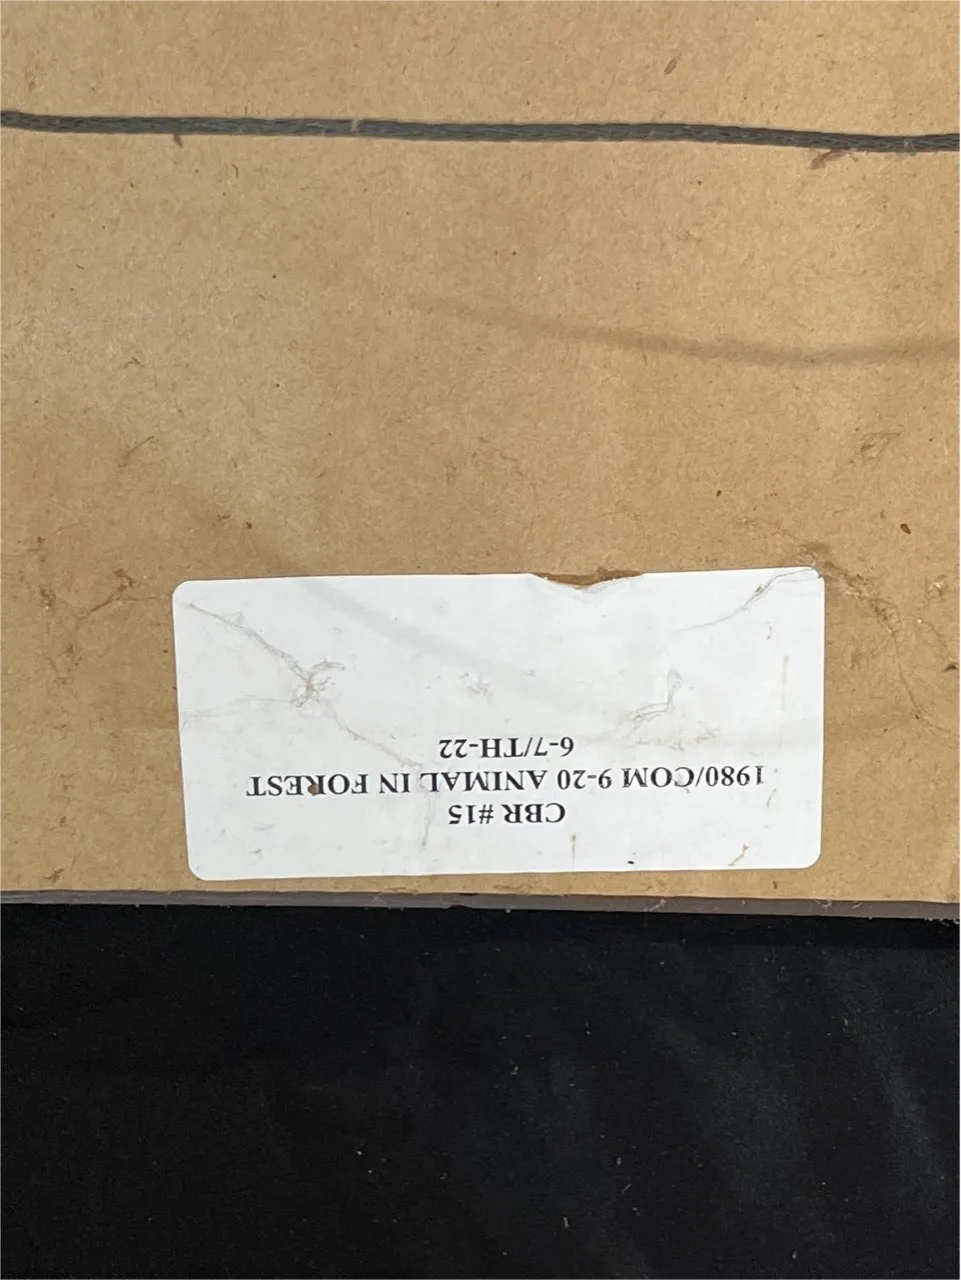 CBR #15
1980/COM 9-20 ANIMAL IN FOREST
6-7/TH-22